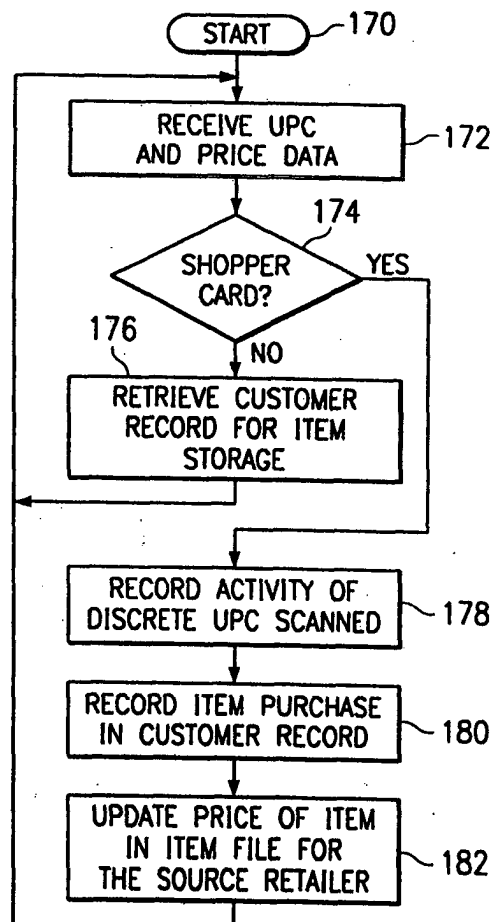 START
170
RECEIVE UPC
AND PRICE DATA
172
174
SHOPPER
CARD?
YES
176
NO
RETRIEVE CUSTOMER
RECORD FOR ITEM
STORAGE
RECORD ACTIVITY OF
DISCRETE UPC SCANNED
178
RECORD ITEM PURCHASE
IN CUSTOMER RECORD
180
UPDATE PRICE OF ITEM
IN ITEM FILE FOR
THE SOURCE RETAILER
182